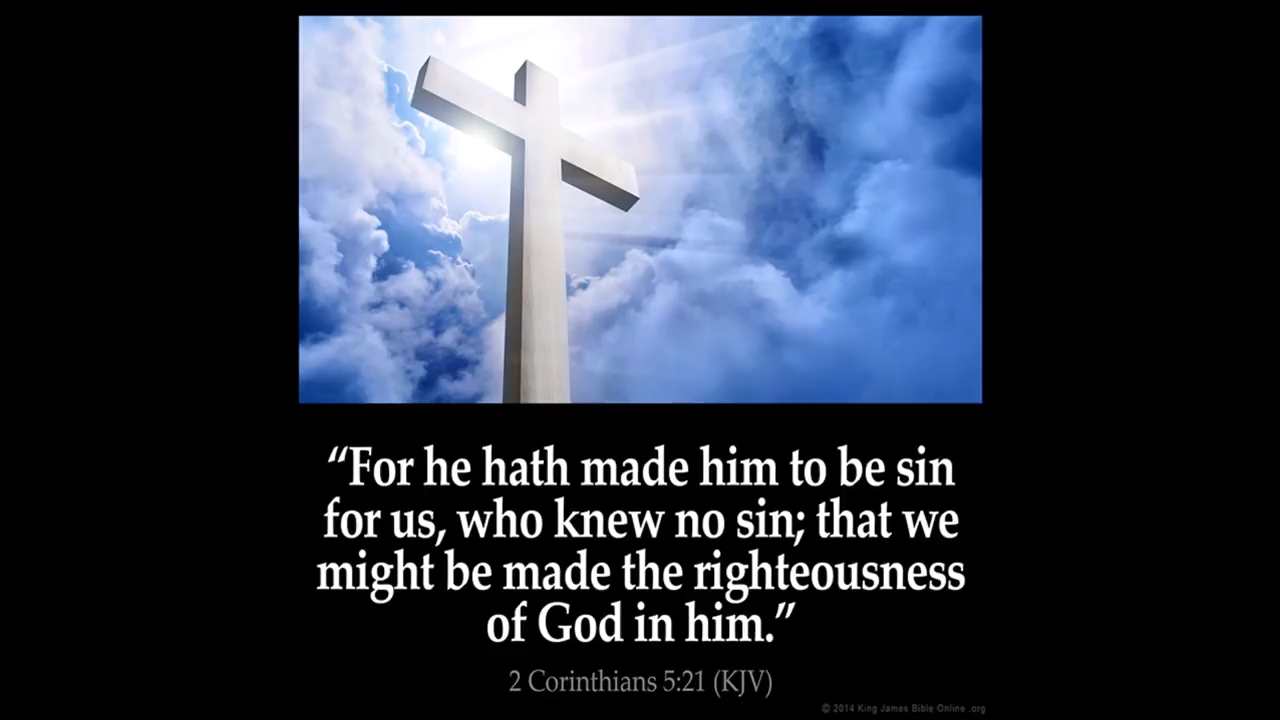 “For he hath made him to be sin
for us, who knew no sin; that we
might be made the righteousness
of God in him.”
2 Corinthians 5:21 (KJV)
© 2014 King James Bible Online .org